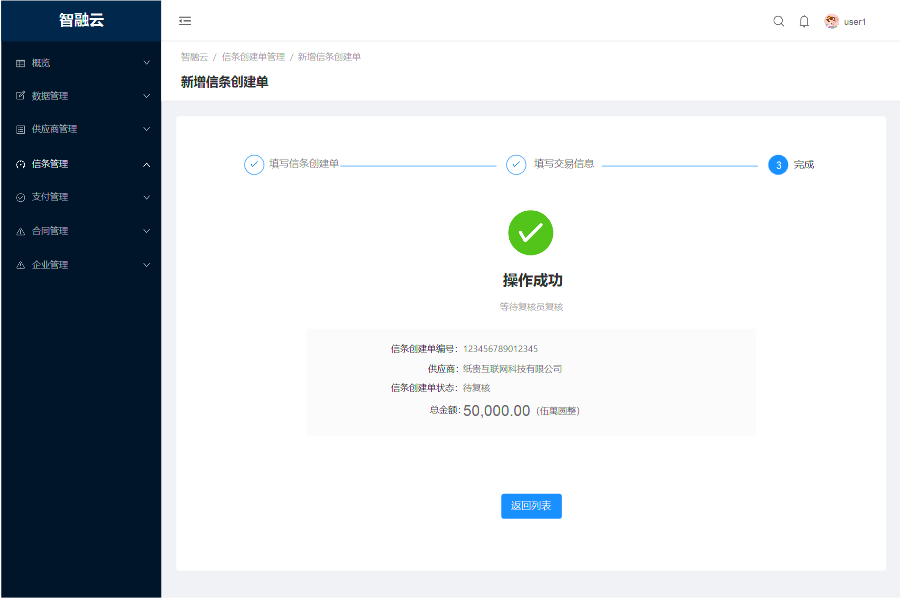 智融云
user1
概览
数据管理
供应商管理
信条管理
支付管理
合同管理
企业管理
智融云 / 信条创建单管理 / 新增信条创建单
新增信条创建单
填写信条创建单
填写交易信息
3 完成
操作成功
等待复核员复核
信条创建单编号：123456789012345
供应商：纸贵互联网科技有限公司
信条创建单状态：待复核
总金额：50,000.00（伍萬圆整）
返回列表